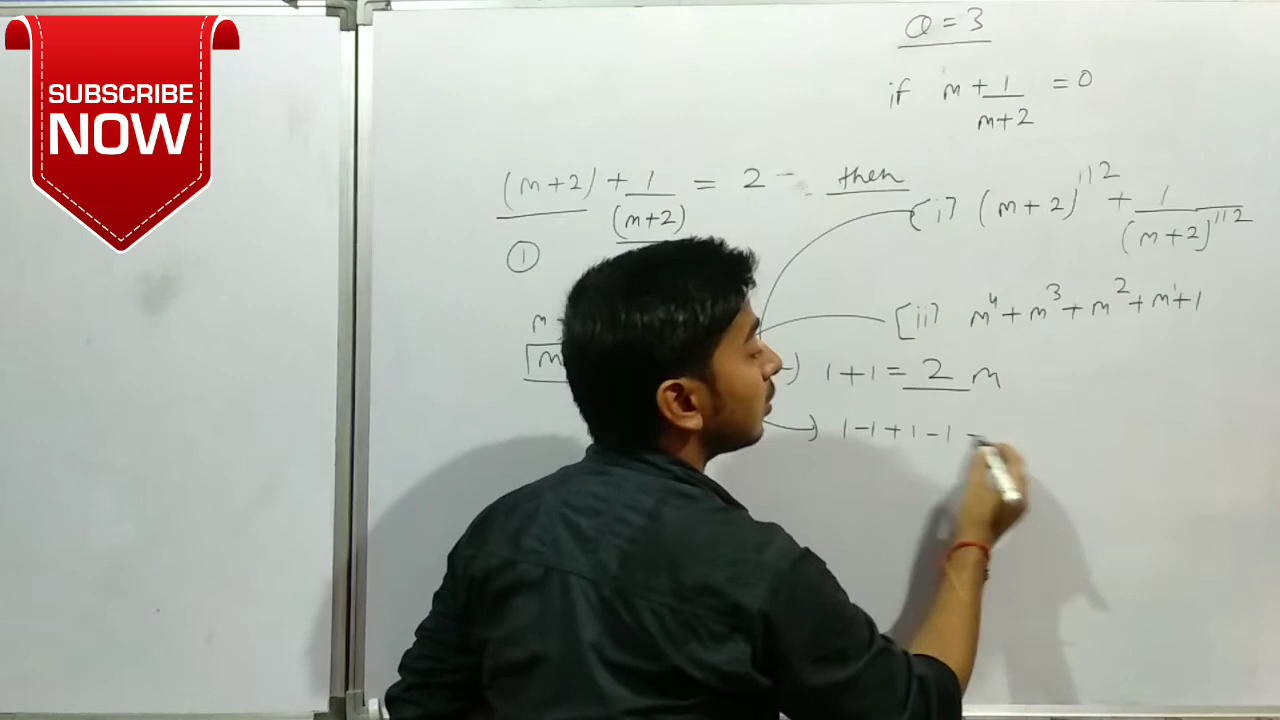 SUBSCRIBE
NOW
Q = 3
if m + 1/(m+2) = 0
(m+2) + 1/(m+2) = 2
then
①
(i) (m+2)^112 + 1/(m+2)^112
(ii) m^4 + m^3 + m^2 + m^1 + 1
m
m
1+1 = 2 m
1-1+1-1